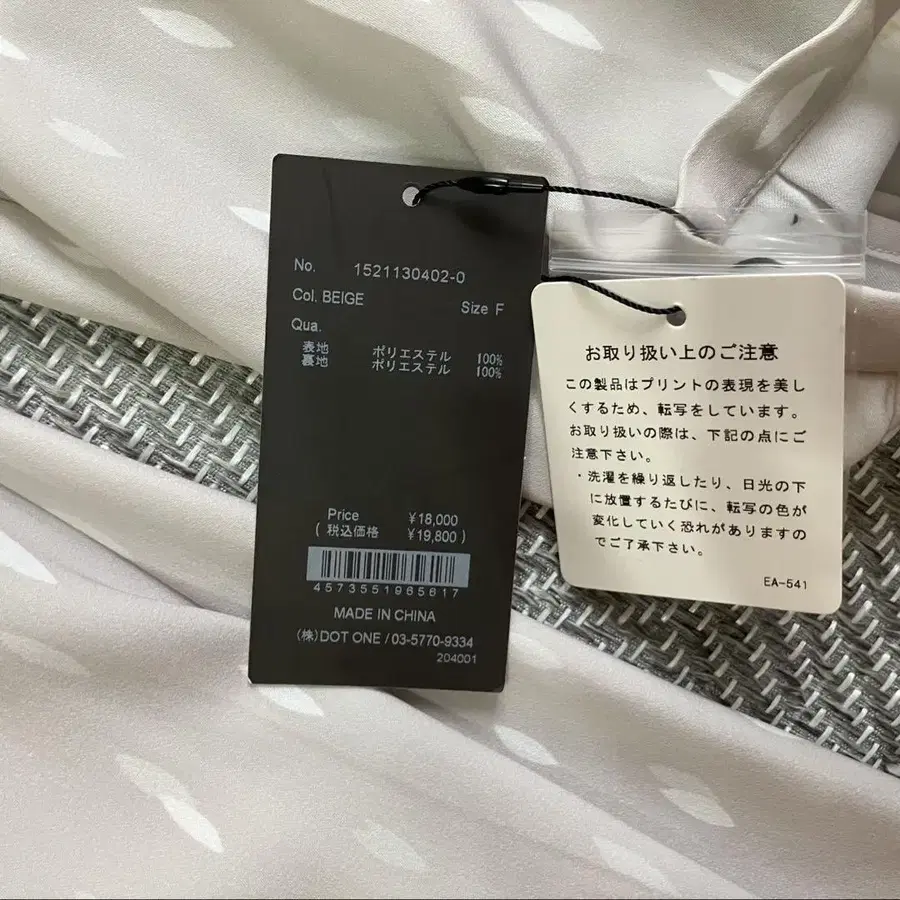 No. 1521130402-0
Col. BEIGE Size F
Qua.
表地 ポリエステル 100%
裏地 ポリエステル 100%
Price ¥18,000
( 税込価格 ¥19,800 )
4573551965617
MADE IN CHINA
(株)DOT ONE / 03-5770-9334
204001
お取り扱い上のご注意
この製品はプリントの表現を美し
くするため、転写をしています。
お取り扱いの際は、下記の点にご
注意下さい。
・洗濯を繰り返したり、日光の下
に放置するたびに、転写の色が
変化していく恐れがありますの
でご了承下さい。
EA-541